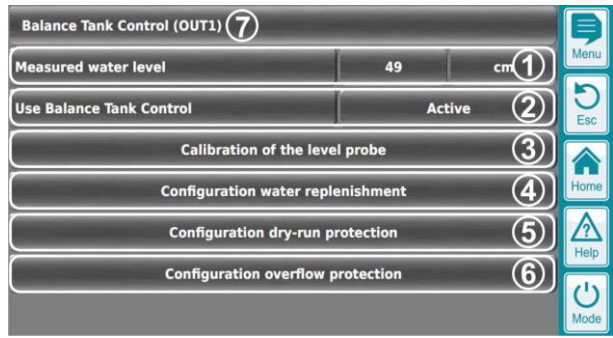 Balance Tank Control (OUT1) 7
Measured water level 49 cm 1
Use Balance Tank Control Active 2
Calibration of the level probe 3
Configuration water replenishment 4
Configuration dry-run protection 5
Configuration overflow protection 6
Menu
Esc
Home
?
Help
Mode